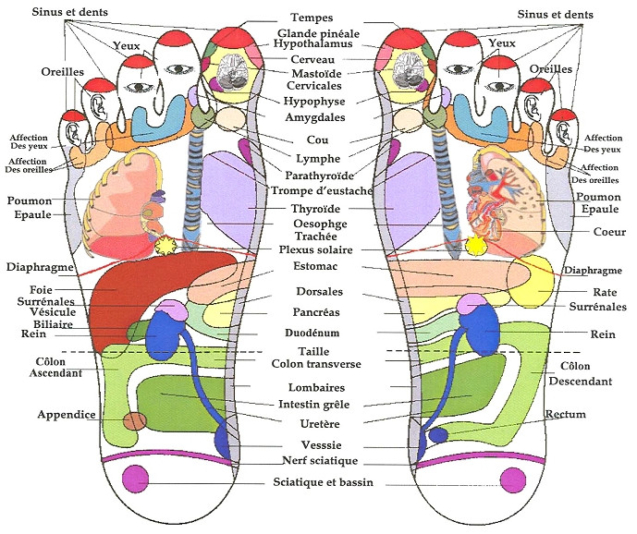 Sinus et dents
Yeux
Oreilles
Affection
Des yeux
Affection
Des oreilles
Poumon
Epaule
Diaphragme
Foie
Surrénales
Vésicule
Biliaire
Rein
Côlon
Ascendant
Appendice
Tempes
Glande pinéale
Hypothalamus
Cerveau
Mastoïde
Cervicales
Hypophyse
Amygdales
Cou
Lymphe
Parathyroïde
Trompe d'eustache
Thyroïde
Oesophge
Trachée
Plexus solaire
Estomac
Dorsales
Pancréas
Duodénum
Taille
Colon transverse
Lombaires
Intestin grêle
Uretère
Vesssie
Nerf sciatique
Sciatique et bassin
Sinus et dents
Yeux
Oreilles
Affection
Des yeux
Affection
Des oreilles
Poumon
Epaule
Coeur
Diaphragme
Rate
Surrénales
Rein
Côlon
Descendant
Rectum